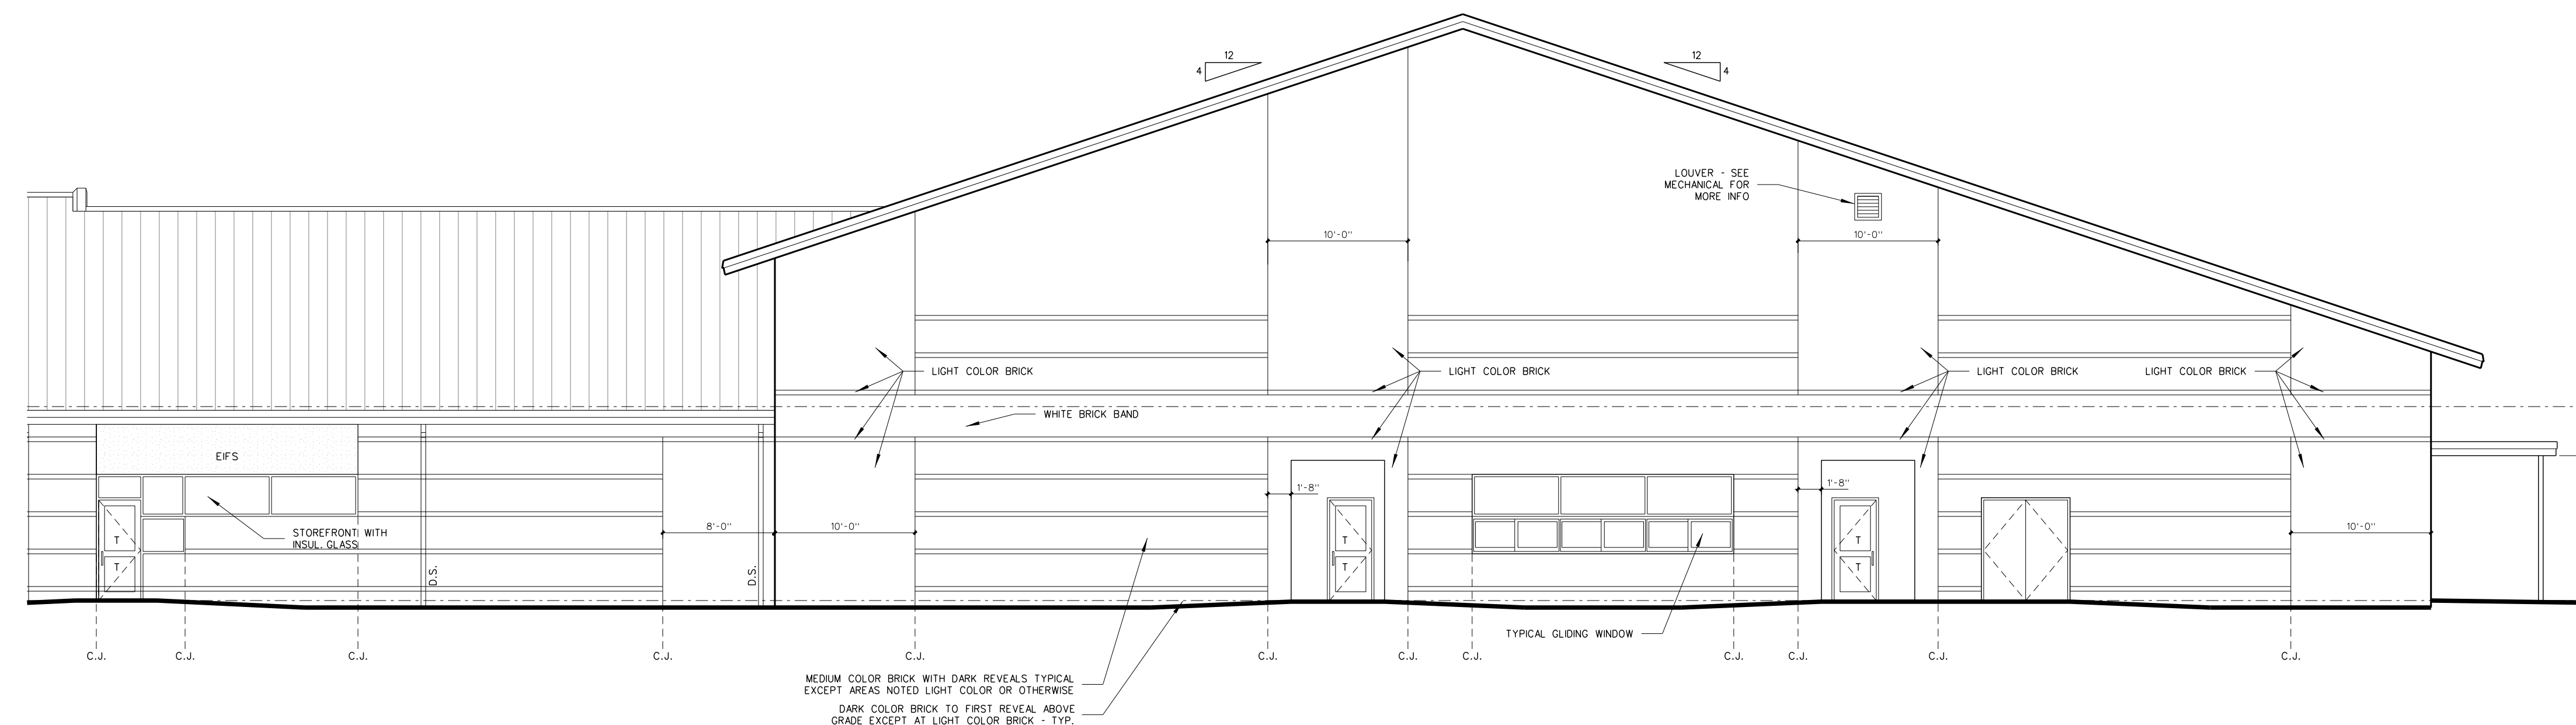 12
4
12
4
LOUVER - SEE
MECHANICAL FOR
MORE INFO
10'-0"
10'-0"
LIGHT COLOR BRICK
LIGHT COLOR BRICK
LIGHT COLOR BRICK
LIGHT COLOR BRICK
WHITE BRICK BAND
EIFS
1'-8"
1'-8"
STOREFRONT WITH
INSUL. GLASS
8'-0"
10'-0"
10'-0"
T
T
T
T
T
T
D.S.
D.S.
TYPICAL GLIDING WINDOW
C.J.
C.J.
C.J.
C.J.
C.J.
C.J.
C.J.
C.J.
C.J.
C.J.
C.J.
C.J.
MEDIUM COLOR BRICK WITH DARK REVEALS TYPICAL
EXCEPT AREAS NOTED LIGHT COLOR OR OTHERWISE
DARK COLOR BRICK TO FIRST REVEAL ABOVE
GRADE EXCEPT AT LIGHT COLOR BRICK - TYP.